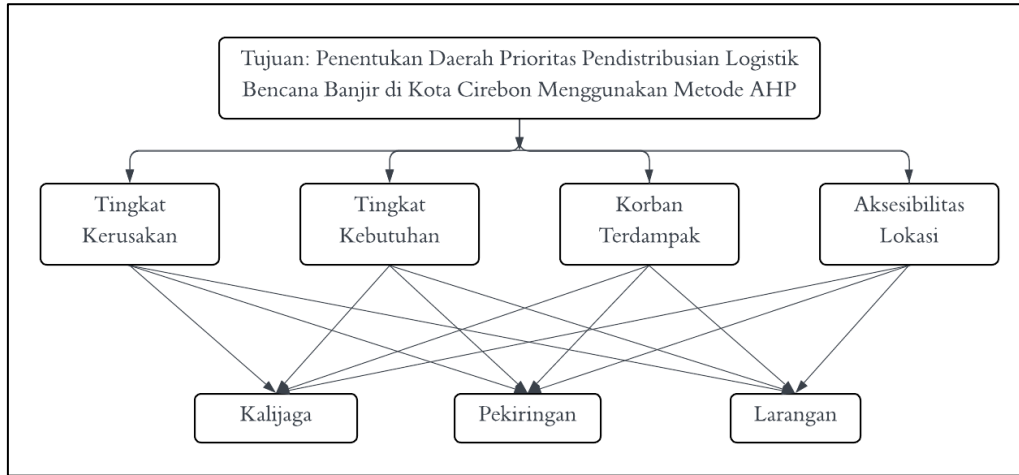 Tujuan: Penentukan Daerah Prioritas Pendistribusian Logistik
Bencana Banjir di Kota Cirebon Menggunakan Metode AHP
Tingkat
Kerusakan
Tingkat
Kebutuhan
Korban
Terdampak
Aksesibilitas
Lokasi
Kalijaga
Pekiringan
Larangan